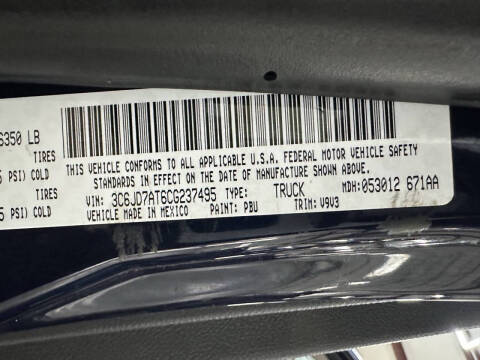 6350 LB
TIRES
5 PSI) COLD
TIRES
5 PSI) COLD
THIS VEHICLE CONFORMS TO ALL APPLICABLE U.S.A. FEDERAL MOTOR VEHICLE SAFETY
STANDARDS IN EFFECT ON THE DATE OF MANUFACTURE SHOWN ABOVE.
VIN: 3C6JD7AT6CG237495 TYPE: TRUCK MDH: 053012 671AA
VEHICLE MADE IN MEXICO PAINT: PBU TRIM: V9V3